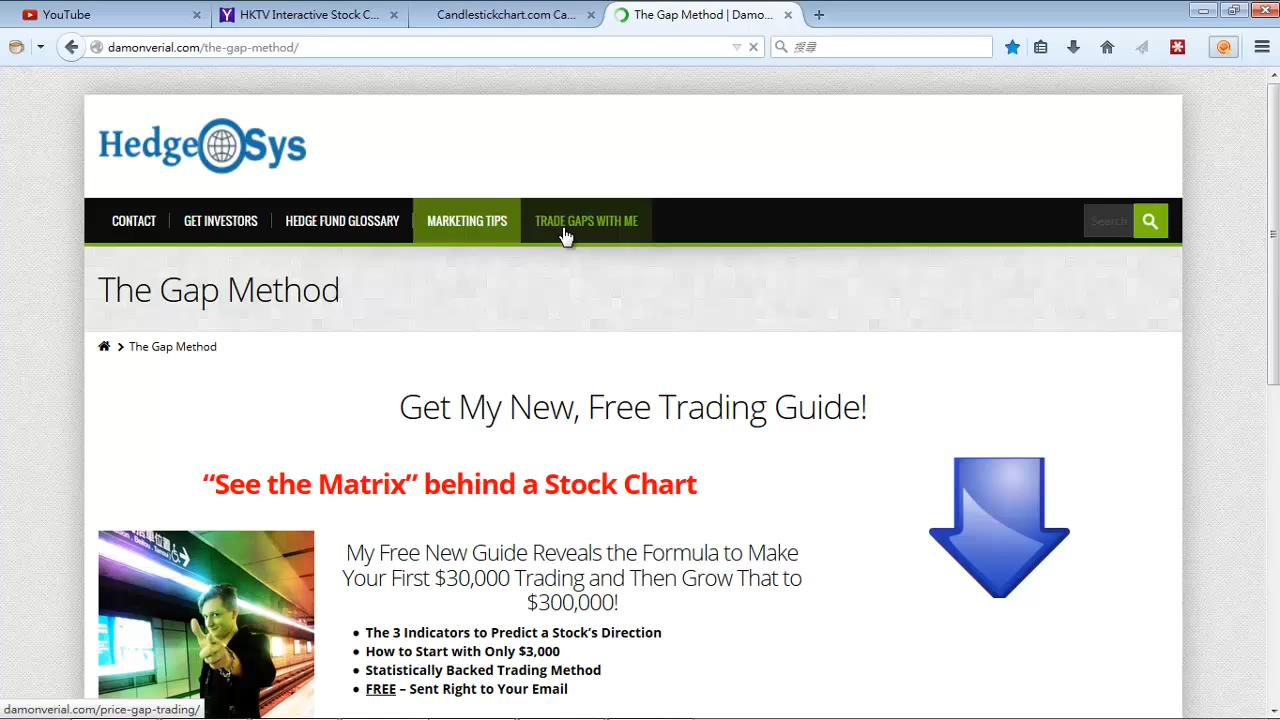 YouTube
HKTV Interactive Stock C...
Candlestickchart.com Ca...
The Gap Method | Damo...
damonverial.com/the-gap-method/
搜尋
HedgeSys
CONTACT
GET INVESTORS
HEDGE FUND GLOSSARY
MARKETING TIPS
TRADE GAPS WITH ME
Search
The Gap Method
The Gap Method
Get My New, Free Trading Guide!
“See the Matrix” behind a Stock Chart
My Free New Guide Reveals the Formula to Make
Your First $30,000 Trading and Then Grow That to
$300,000!
The 3 Indicators to Predict a Stock’s Direction
How to Start with Only $3,000
Statistically Backed Trading Method
FREE – Sent Right to Your Email
damonverial.com/price-gap-trading/